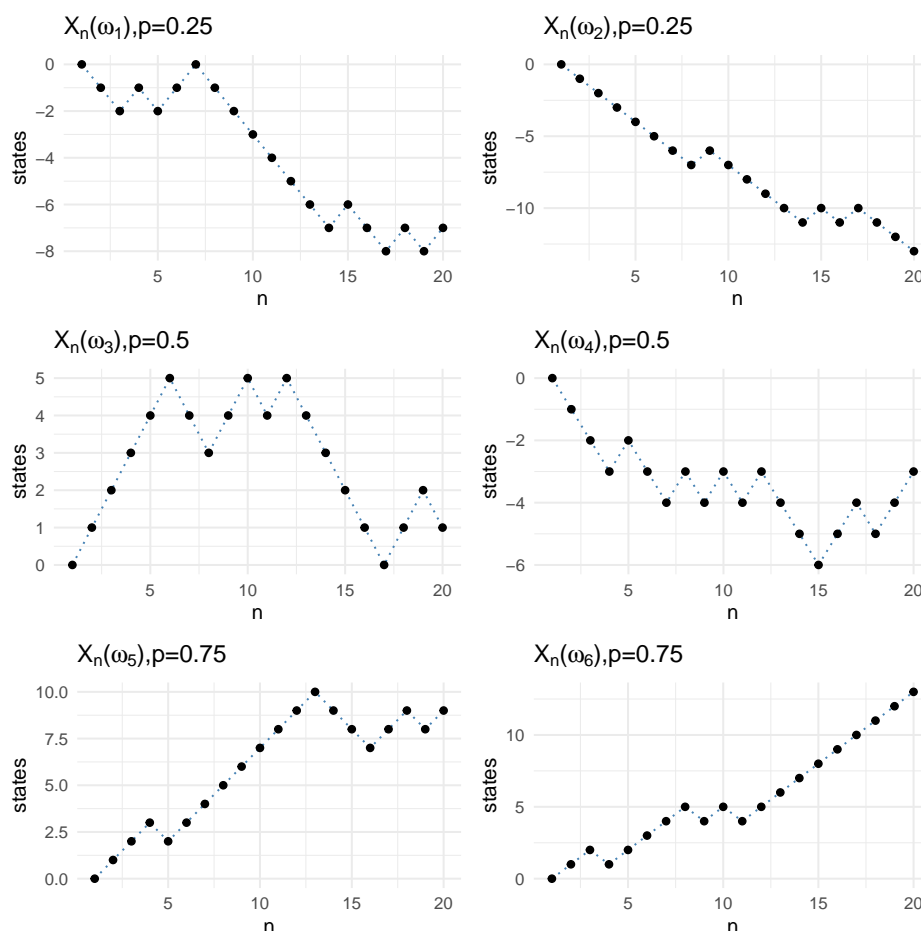 Xₙ(ω₁),p=0.25
states
0
−2
−4
−6
−8
5 10 15 20
n
Xₙ(ω₂),p=0.25
states
0
−5
−10
5 10 15 20
n
Xₙ(ω₃),p=0.5
states
5
4
3
2
1
0
5 10 15 20
n
Xₙ(ω₄),p=0.5
states
0
−2
−4
−6
5 10 15 20
n
Xₙ(ω₅),p=0.75
states
10.0
7.5
5.0
2.5
0.0
5 10 15 20
n
Xₙ(ω₆),p=0.75
states
10
5
0
5 10 15 20
n